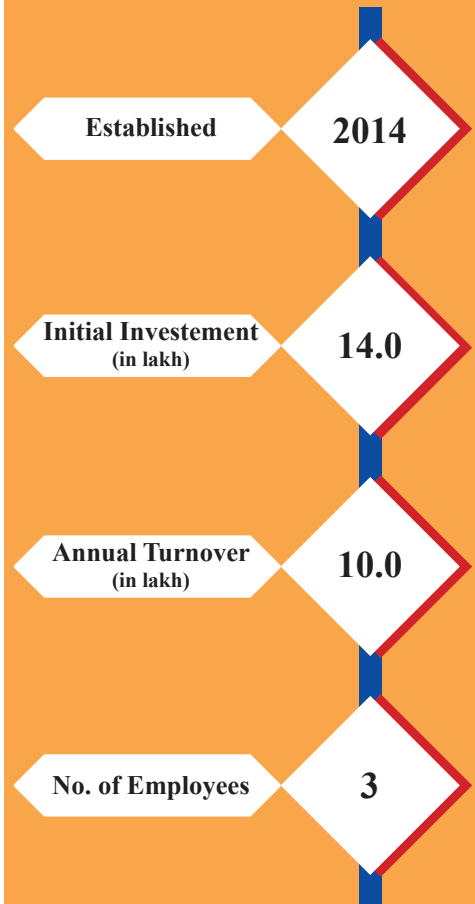 Established
2014
Initial Investement
(in lakh)
14.0
Annual Turnover
(in lakh)
10.0
No. of Employees
3